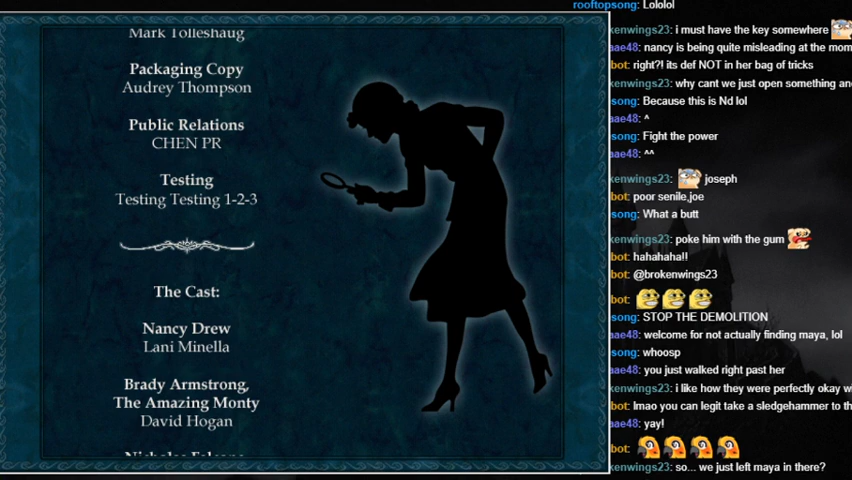 Mark Tolleshaug
Packaging Copy
Audrey Thompson
Public Relations
CHEN PR
Testing
Testing Testing 1-2-3
The Cast:
Nancy Drew
Lani Minella
Brady Armstrong,
The Amazing Monty
David Hogan
Nicholas Falcone
rooftopsong: Lololol
kenwings23: i must have the key somewhere
ae48: nancy is being quite misleading at the mom
bot: right?! its def NOT in her bag of tricks
kenwings23: why cant we just open something and
song: Because this is Nd lol
ae48: ^
song: Fight the power
ae48: ^^
kenwings23: joseph
bot: poor senile,joe
song: What a butt
kenwings23: poke him with the gum
bot: hahahaha!!
bot: @brokenwings23
bot:
song: STOP THE DEMOLITION
ae48: welcome for not actually finding maya, lol
song: whoosp
ae48: you just walked right past her
kenwings23: i like how they were perfectly okay wi
bot: lmao you can legit take a sledgehammer to th
ae48: yay!
bot:
kenwings23: so... we just left maya in there?